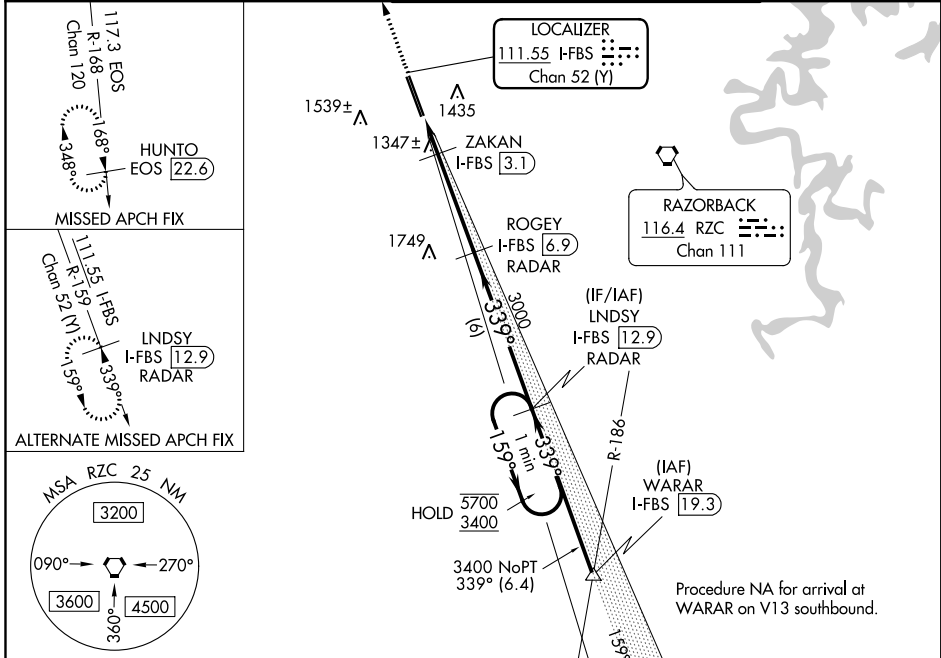 117.3 EOS
R-168
Chan 120
168°
348°
HUNTO
EOS 22.6
MISSED APCH FIX
111.55 I-FBS
R-159
Chan 52 (Y)
LNDSY
I-FBS 12.9
RADAR
159°
339°
ALTERNATE MISSED APCH FIX
MSA RZC 25 NM
3200
090°
270°
3600
4500
360°
LOCALIZER
111.55 I-FBS
Chan 52 (Y)
1539±
1435
1347±
ZAKAN
I-FBS 3.1
RAZORBACK
116.4 RZC
Chan 111
1749
ROGEY
I-FBS 6.9
RADAR
3000
339°
(6)
(IF/IAF)
LNDSY
I-FBS 12.9
RADAR
R-186
1 min
159°
339°
HOLD 5700
3400
(IAF)
WARAR
I-FBS 19.3
3400 NoPT
339° (6.4)
Procedure NA for arrival at
WARAR on V13 southbound.
159°